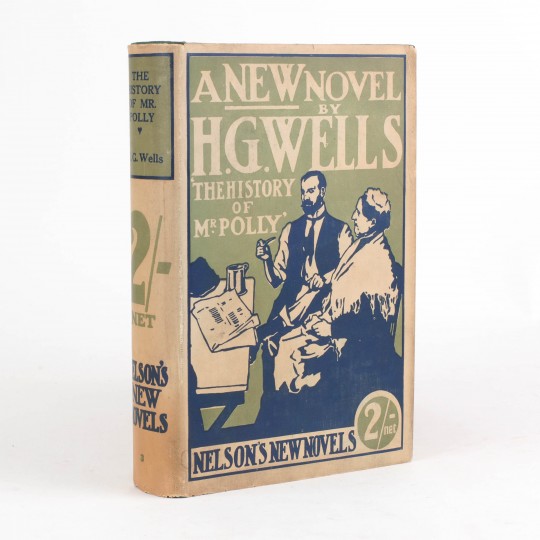 THE
HISTORY
OF MR.
POLLY
G. Wells
2/-
NET
NELSON'S
NEW
NOVELS
3
A NEW NOVEL
BY
H.G. WELLS
'THE HISTORY
OF
MR POLLY'
2/-
net
NELSON'S NEW NOVELS